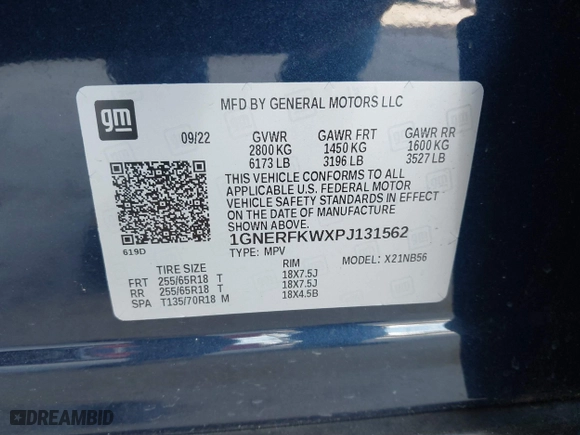 MFD BY GENERAL MOTORS LLC
gm
09/22 GVWR GAWR FRT GAWR RR
2800 KG 1450 KG 1600 KG
6173 LB 3196 LB 3527 LB
THIS VEHICLE CONFORMS TO ALL
APPLICABLE U.S. FEDERAL MOTOR
VEHICLE SAFETY STANDARDS IN EFFECT
ON THE DATE OF MANUFACTURE
1GNERFKWXPJ131562
619D
TYPE: MPV MODEL: X21NB56
TIRE SIZE RIM
FRT 255/65R18 T 18X7.5J
RR 255/65R18 T 18X7.5J
SPA T135/70R18 M 18X4.5B
DREAMBID